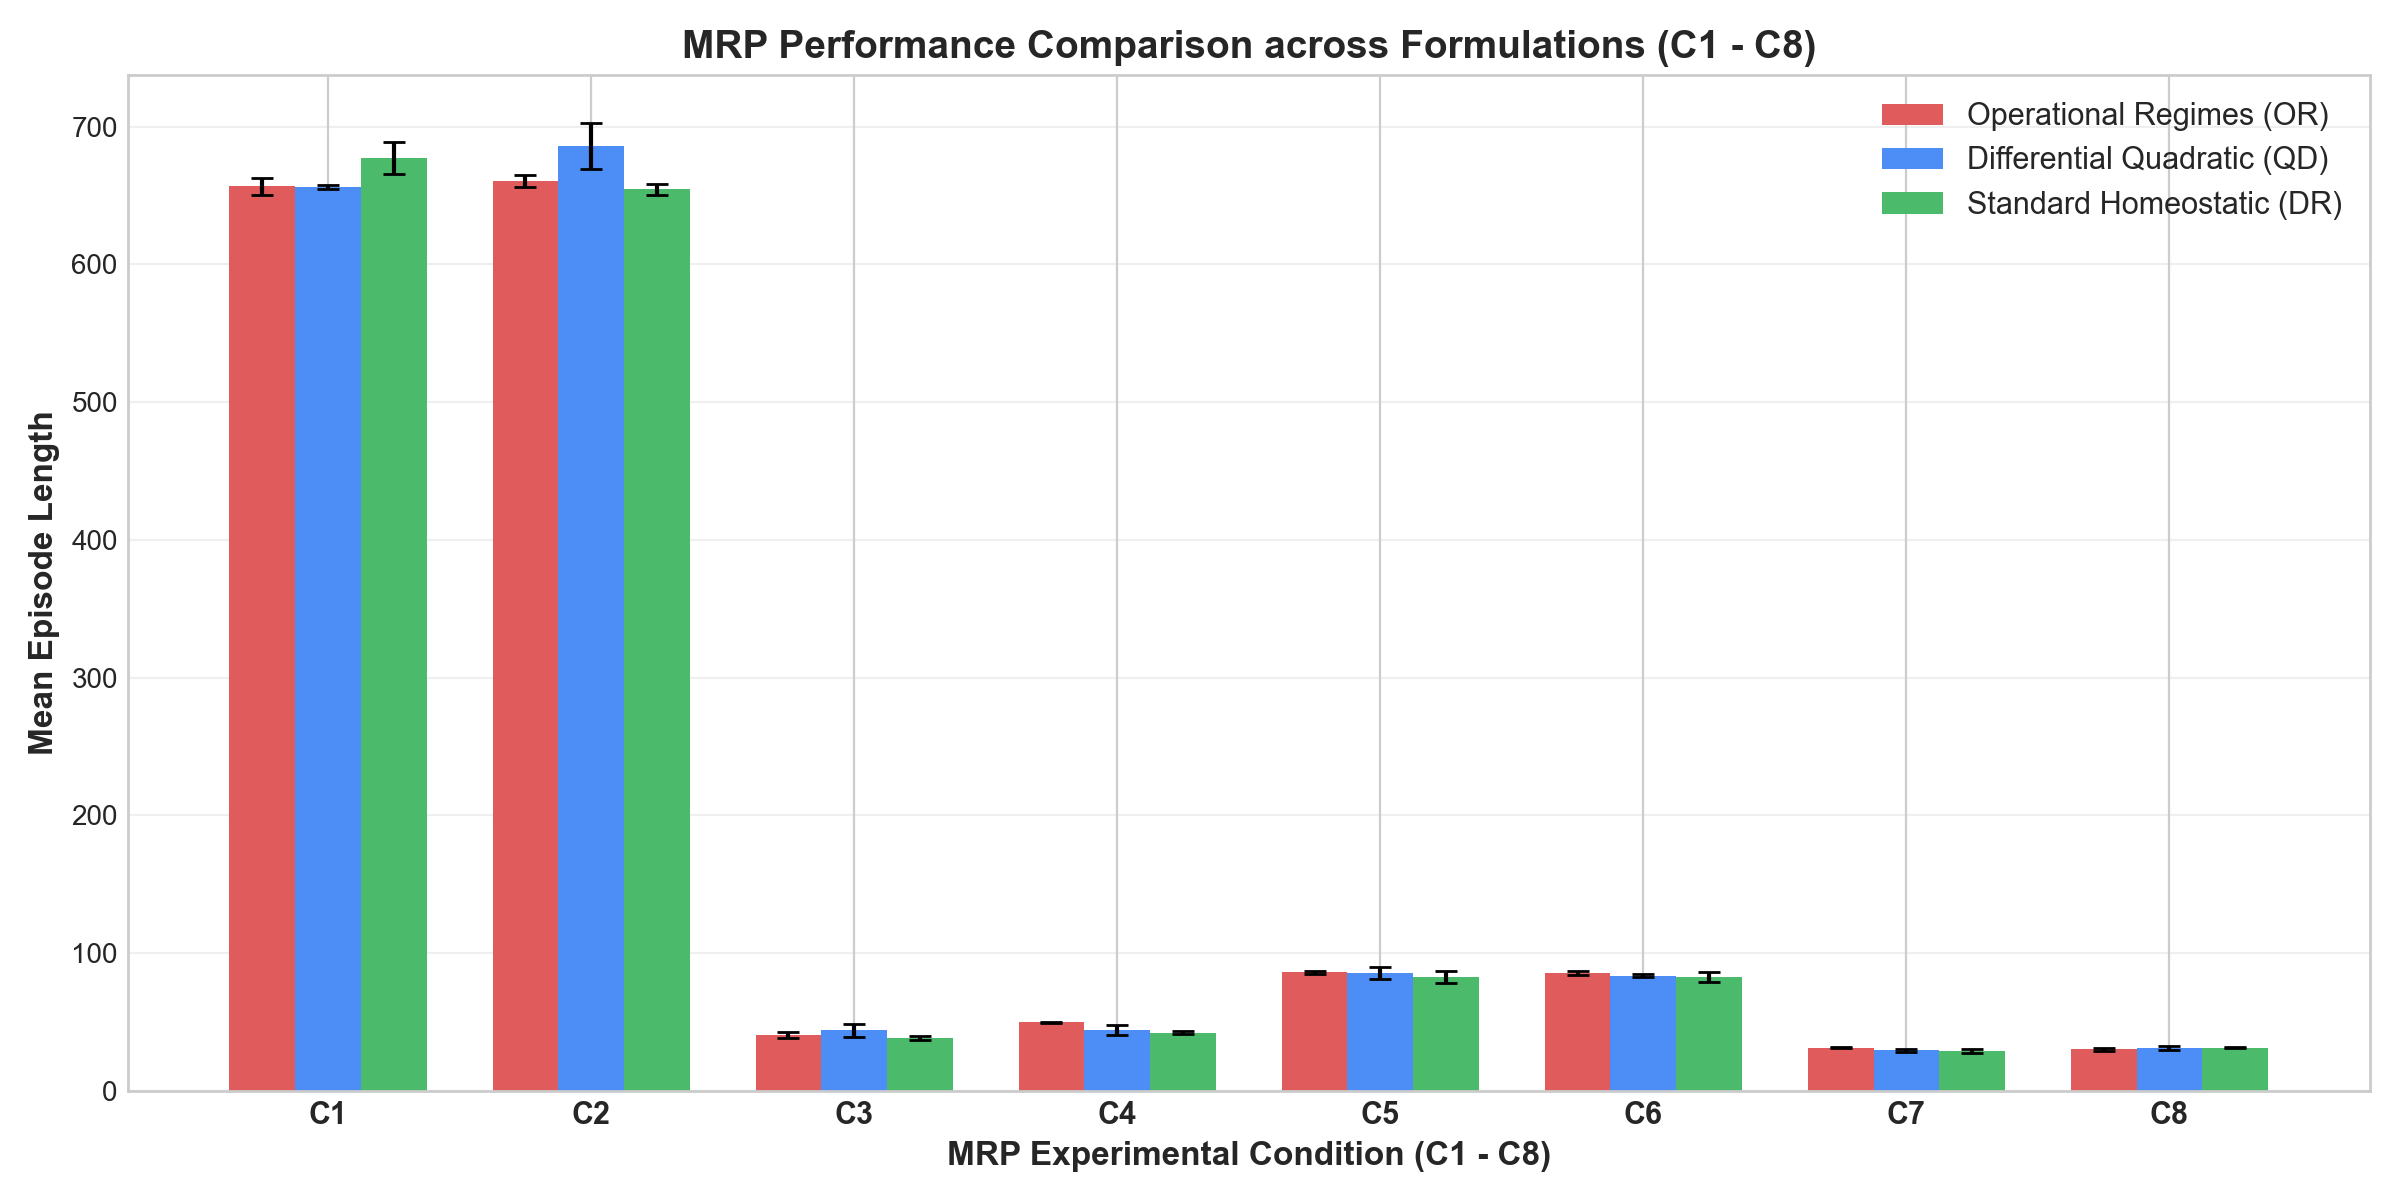 MRP Performance Comparison across Formulations (C1 - C8)
Operational Regimes (OR)
Differential Quadratic (QD)
Standard Homeostatic (DR)
Mean Episode Length
700
600
500
400
300
200
100
0
C1 C2 C3 C4 C5 C6 C7 C8
MRP Experimental Condition (C1 - C8)